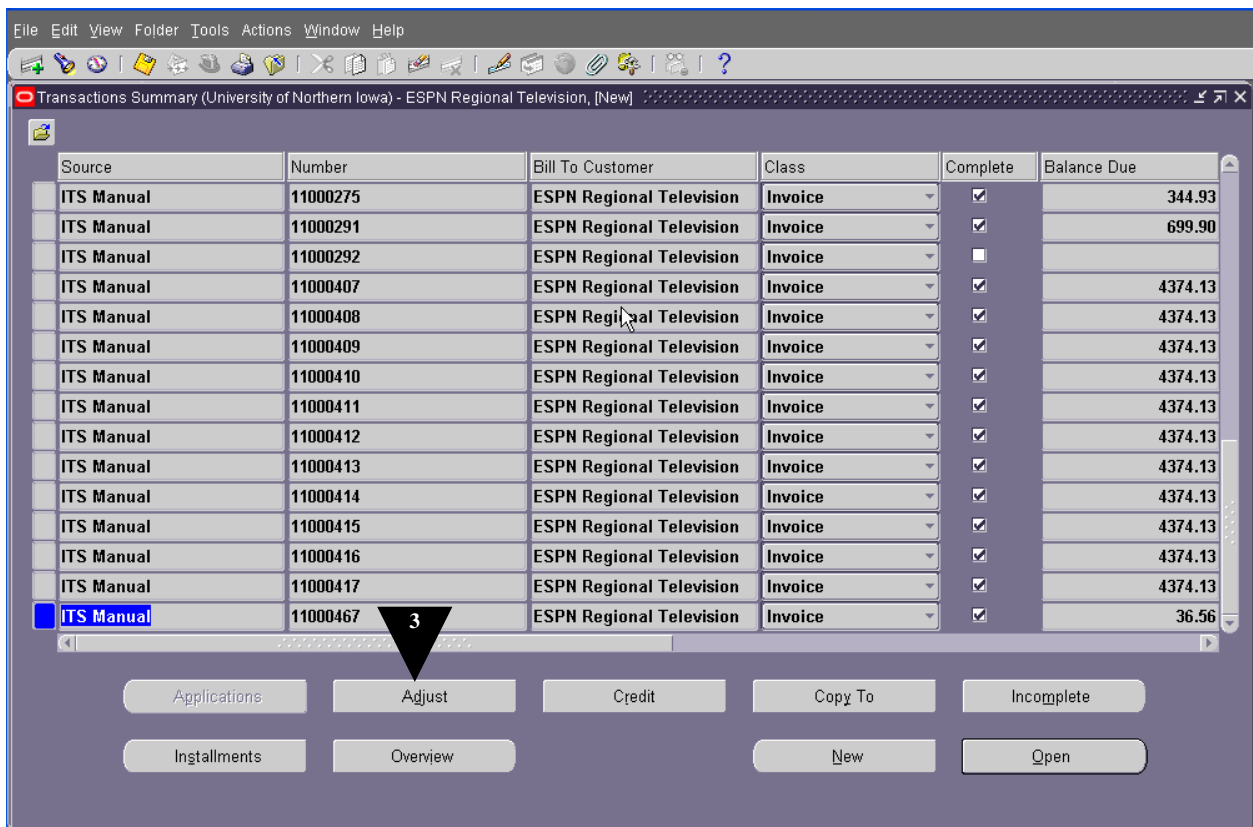 File Edit View Folder Tools Actions Window Help
Transactions Summary (University of Northern Iowa) - ESPN Regional Television, [New]
Source Number Bill To Customer Class Complete Balance Due
ITS Manual 11000275 ESPN Regional Television Invoice 344.93
ITS Manual 11000291 ESPN Regional Television Invoice 699.90
ITS Manual 11000292 ESPN Regional Television Invoice
ITS Manual 11000407 ESPN Regional Television Invoice 4374.13
ITS Manual 11000408 ESPN Regional Television Invoice 4374.13
ITS Manual 11000409 ESPN Regional Television Invoice 4374.13
ITS Manual 11000410 ESPN Regional Television Invoice 4374.13
ITS Manual 11000411 ESPN Regional Television Invoice 4374.13
ITS Manual 11000412 ESPN Regional Television Invoice 4374.13
ITS Manual 11000413 ESPN Regional Television Invoice 4374.13
ITS Manual 11000414 ESPN Regional Television Invoice 4374.13
ITS Manual 11000415 ESPN Regional Television Invoice 4374.13
ITS Manual 11000416 ESPN Regional Television Invoice 4374.13
ITS Manual 11000417 ESPN Regional Television Invoice 4374.13
ITS Manual 11000467 ESPN Regional Television Invoice 36.56
3
Applications Adjust Credit Copy To Incomplete
Installments Overview New Open